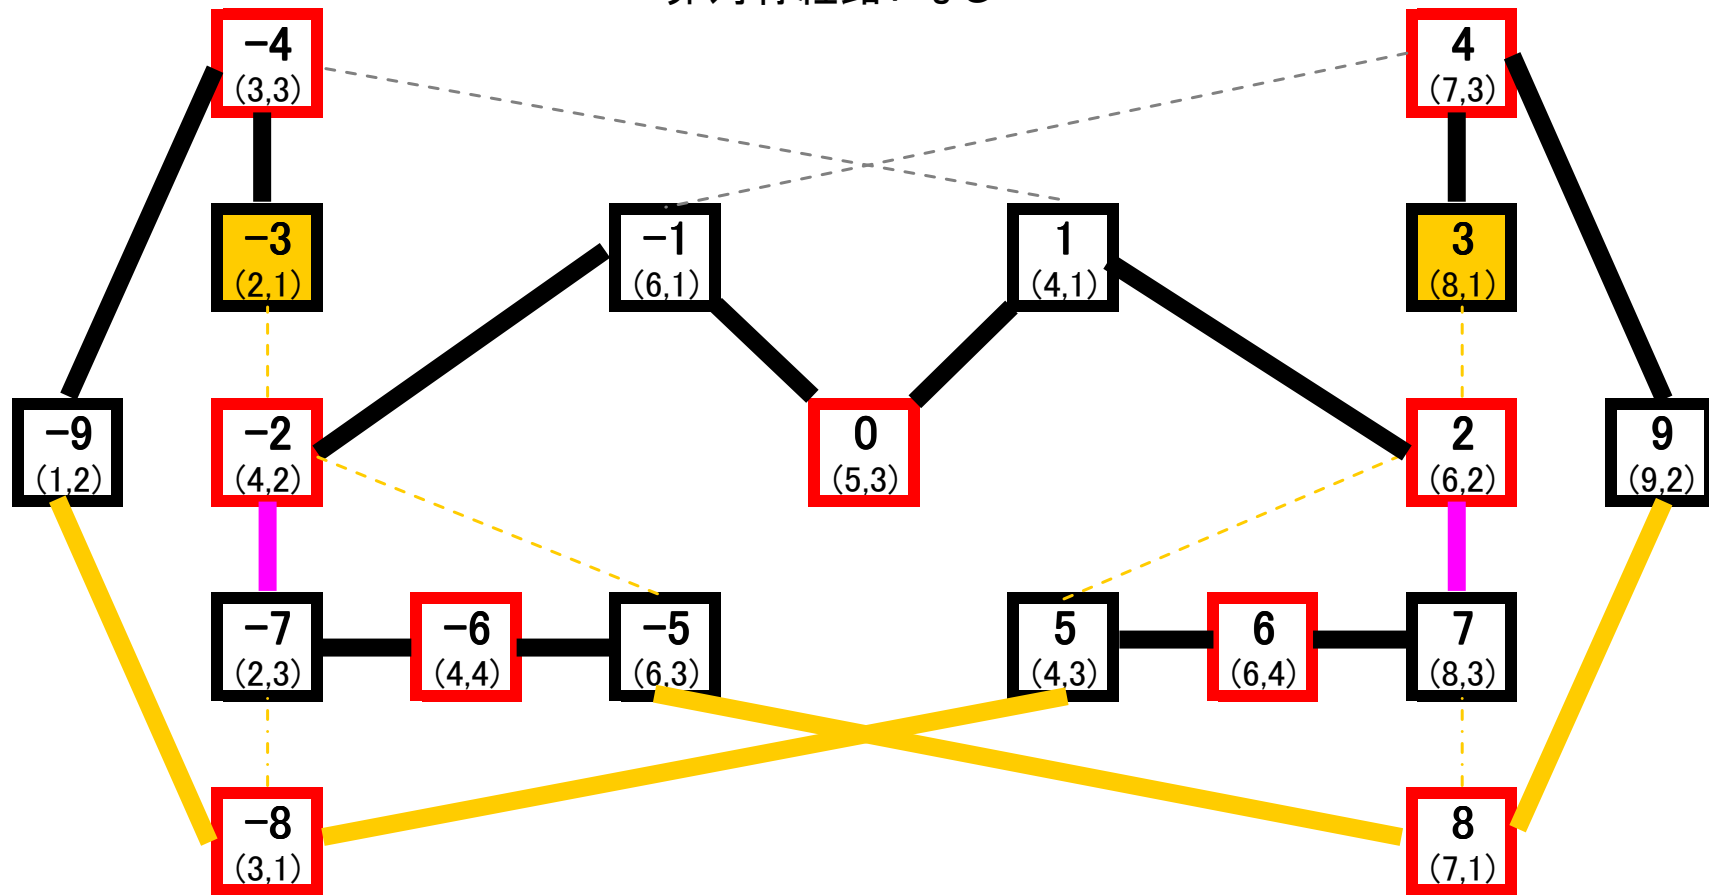 -4 4
(3,3) (7,3)
-3 -1 1 3
(2,1) (6,1) (4,1) (8,1)
-9 -2 0 2 9
(1,2) (4,2) (5,3) (6,2) (9,2)
-7 -6 -5 5 6 7
(2,3) (4,4) (6,3) (4,3) (6,4) (8,3)
-8 8
(3,1) (7,1)